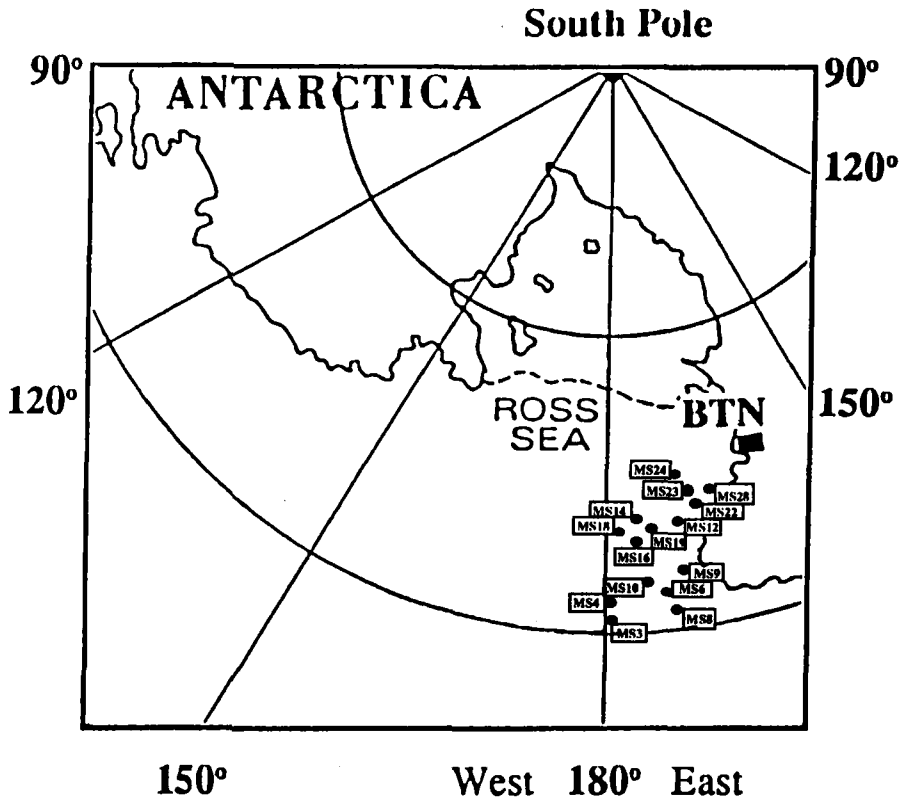 South Pole
90° 90°
ANTARCTICA
120°
120° 150°
BTN
ROSS
SEA
MS24
MS23
MS28
MS22
MS14
MS18
MS12
MS19
MS16
MS9
MS10
MS6
MS4
MS8
MS3
150° West 180° East